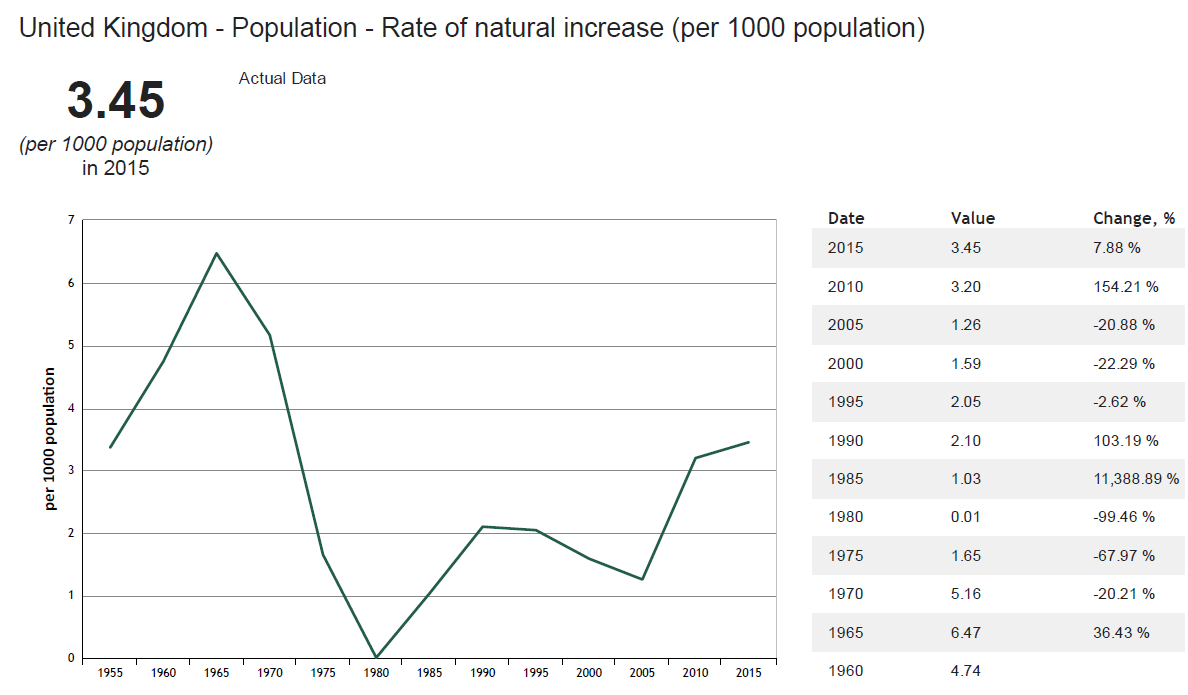 United Kingdom - Population - Rate of natural increase (per 1000 population)
Actual Data
3.45
(per 1000 population)
in 2015
per 1000 population
7
6
5
4
3
2
1
0
1955 1960 1965 1970 1975 1980 1985 1990 1995 2000 2005 2010 2015
Date Value Change, %
2015 3.45 7.88 %
2010 3.20 154.21 %
2005 1.26 -20.88 %
2000 1.59 -22.29 %
1995 2.05 -2.62 %
1990 2.10 103.19 %
1985 1.03 11,388.89 %
1980 0.01 -99.46 %
1975 1.65 -67.97 %
1970 5.16 -20.21 %
1965 6.47 36.43 %
1960 4.74